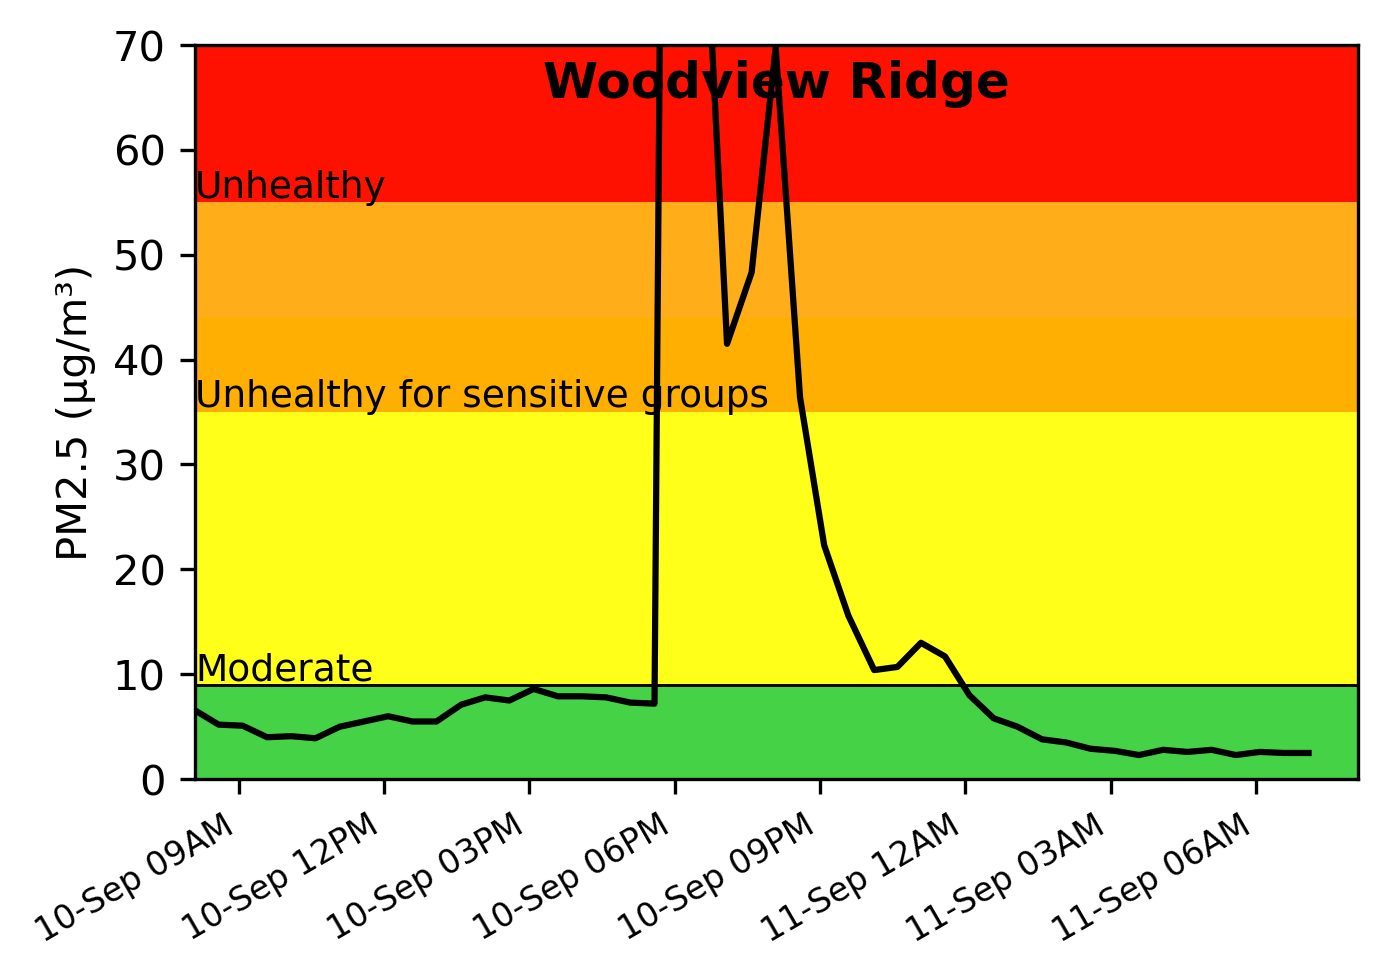 Woodview Ridge
PM2.5 (µg/m³)
70
60
50
40
30
20
10
0
Unhealthy
Unhealthy for sensitive groups
Moderate
10-Sep 09AM
10-Sep 12PM
10-Sep 03PM
10-Sep 06PM
10-Sep 09PM
11-Sep 12AM
11-Sep 03AM
11-Sep 06AM